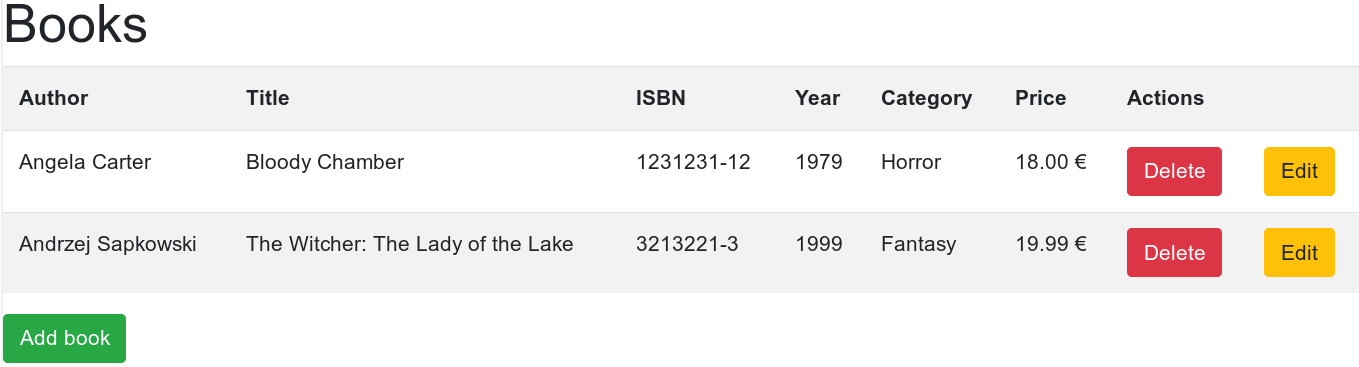 Books
Author Title ISBN Year Category Price Actions
Angela Carter Bloody Chamber 1231231-12 1979 Horror 18.00 € Delete Edit
Andrzej Sapkowski The Witcher: The Lady of the Lake 3213221-3 1999 Fantasy 19.99 € Delete Edit
Add book